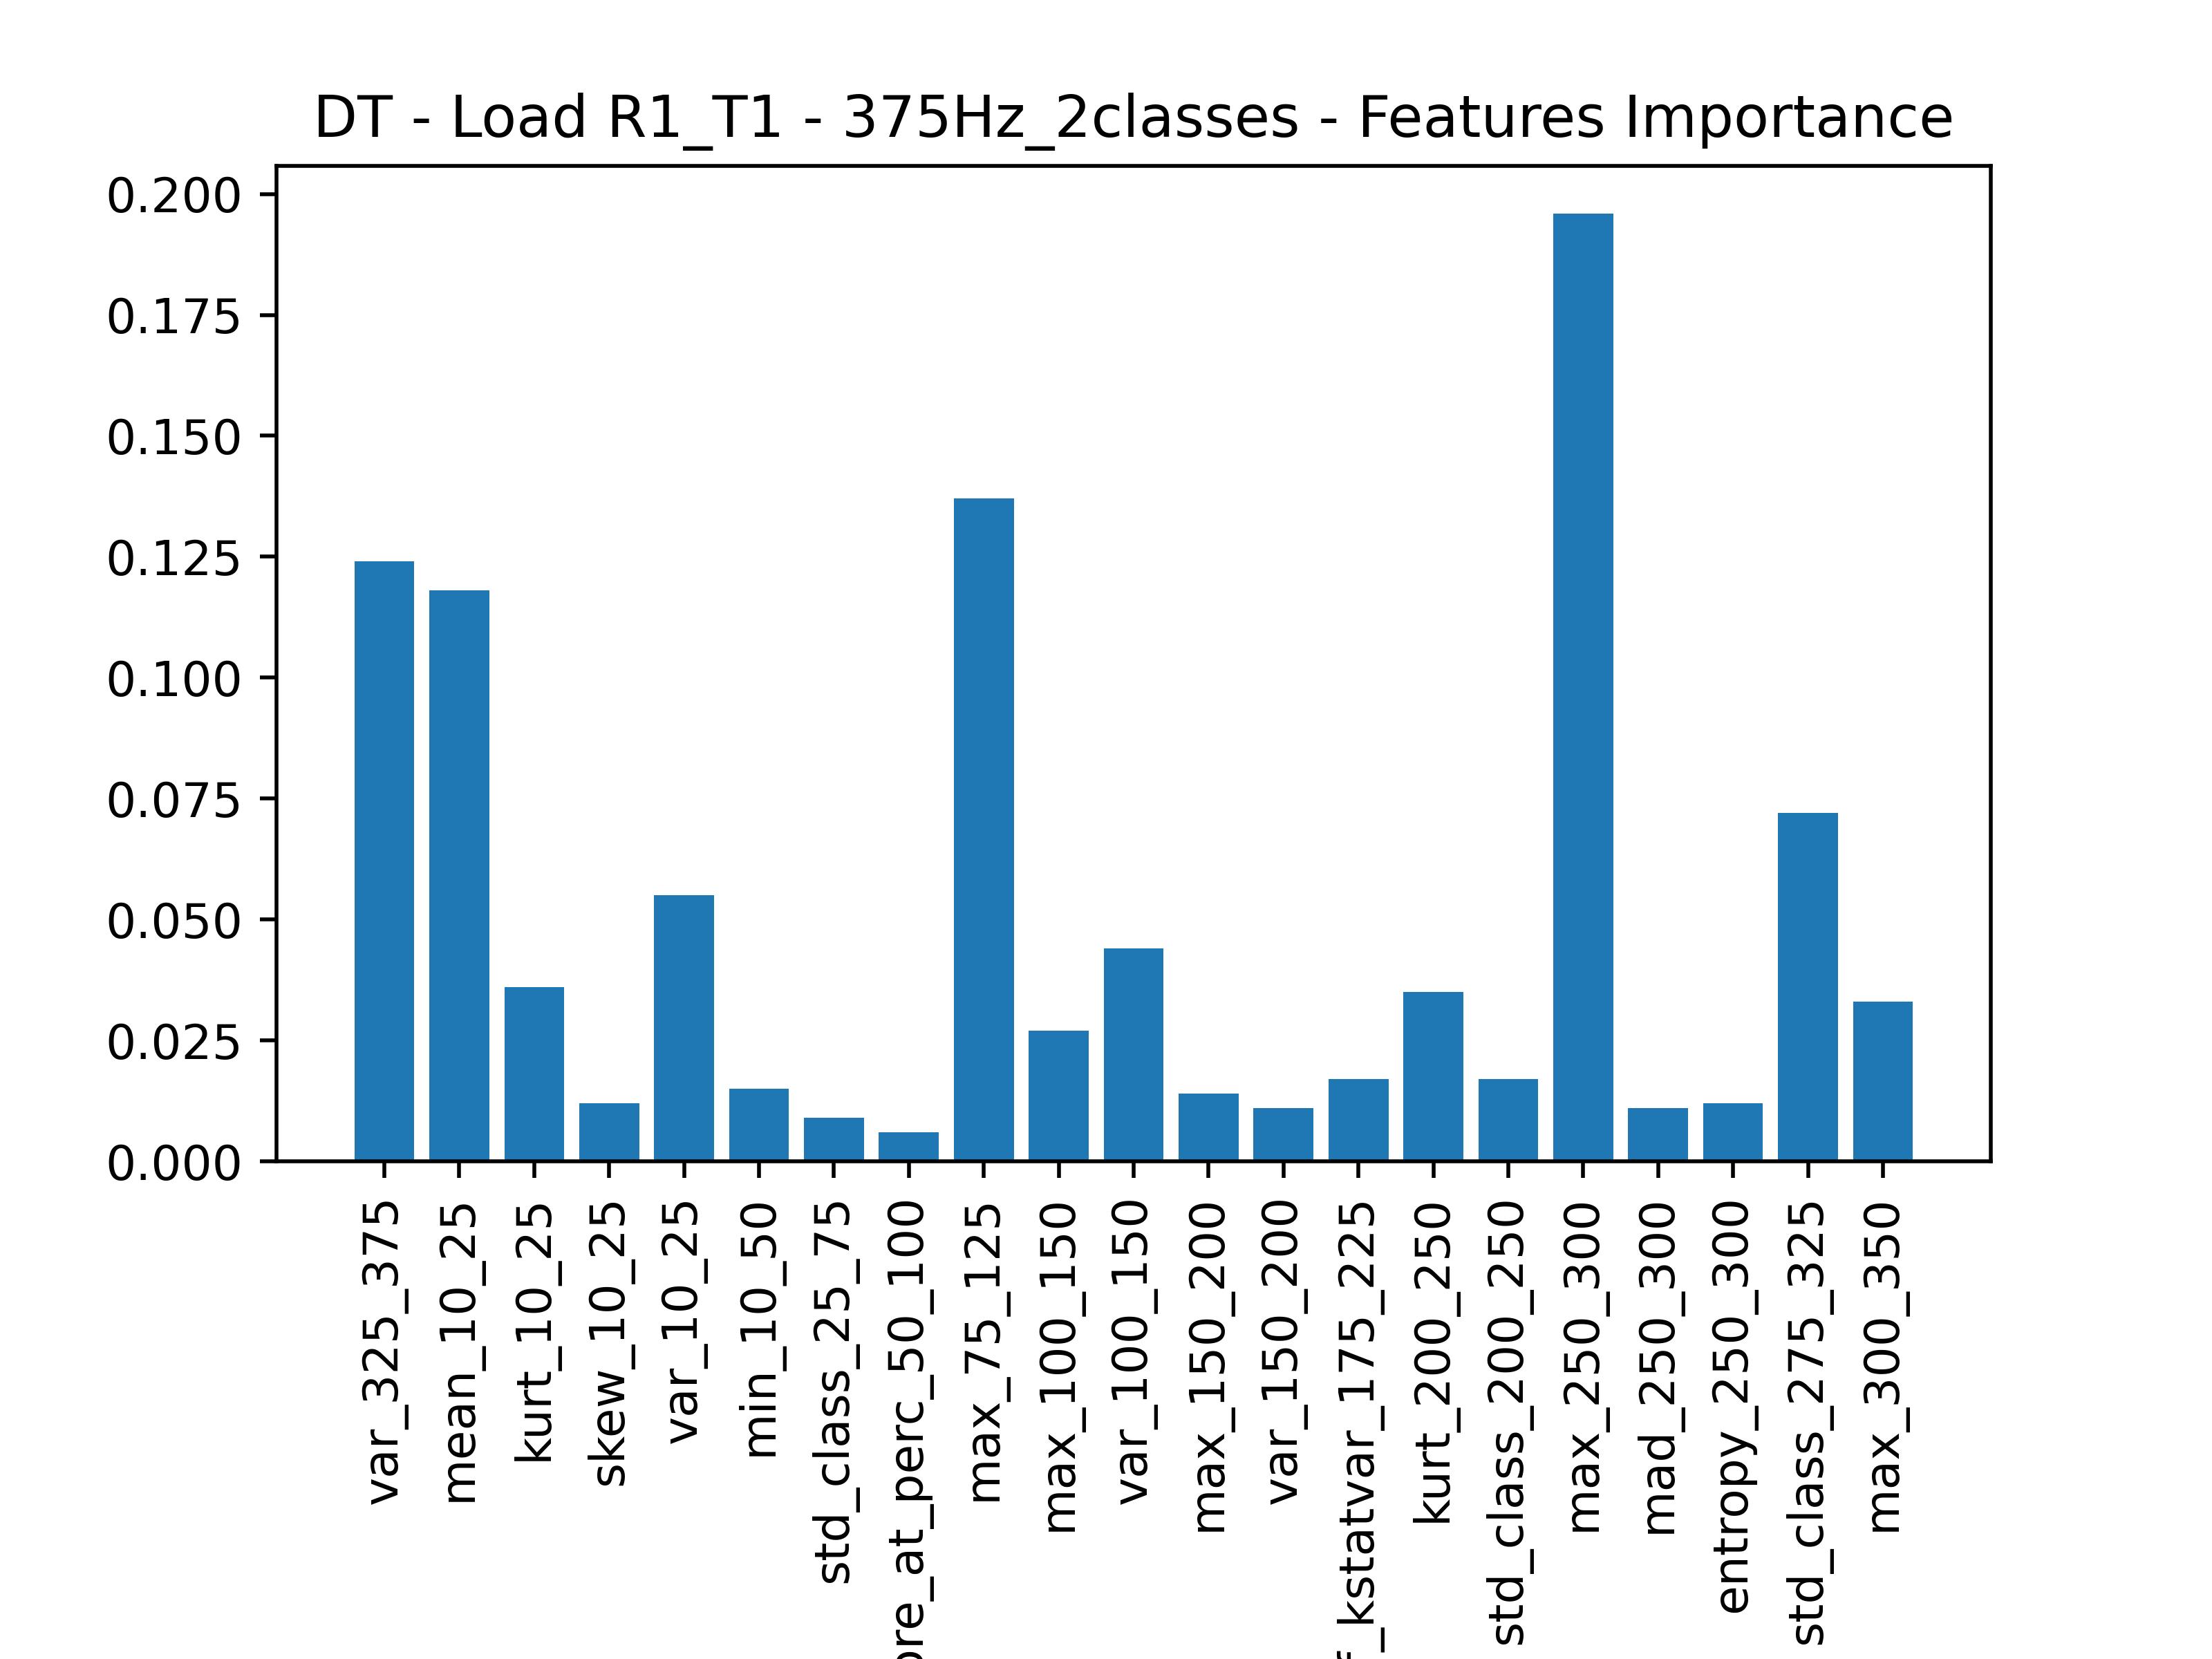 DT - Load R1_T1 - 375Hz_2classes - Features Importance
0.200
0.175
0.150
0.125
0.100
0.075
0.050
0.025
0.000
var_325_375
mean_10_25
kurt_10_25
skew_10_25
var_10_25
min_10_50
std_class_25_75
ore_at_perc_50_100
max_75_125
max_100_150
var_100_150
max_150_200
var_150_200
f_kstatvar_175_225
kurt_200_250
std_class_200_250
max_250_300
mad_250_300
entropy_250_300
std_class_275_325
max_300_350